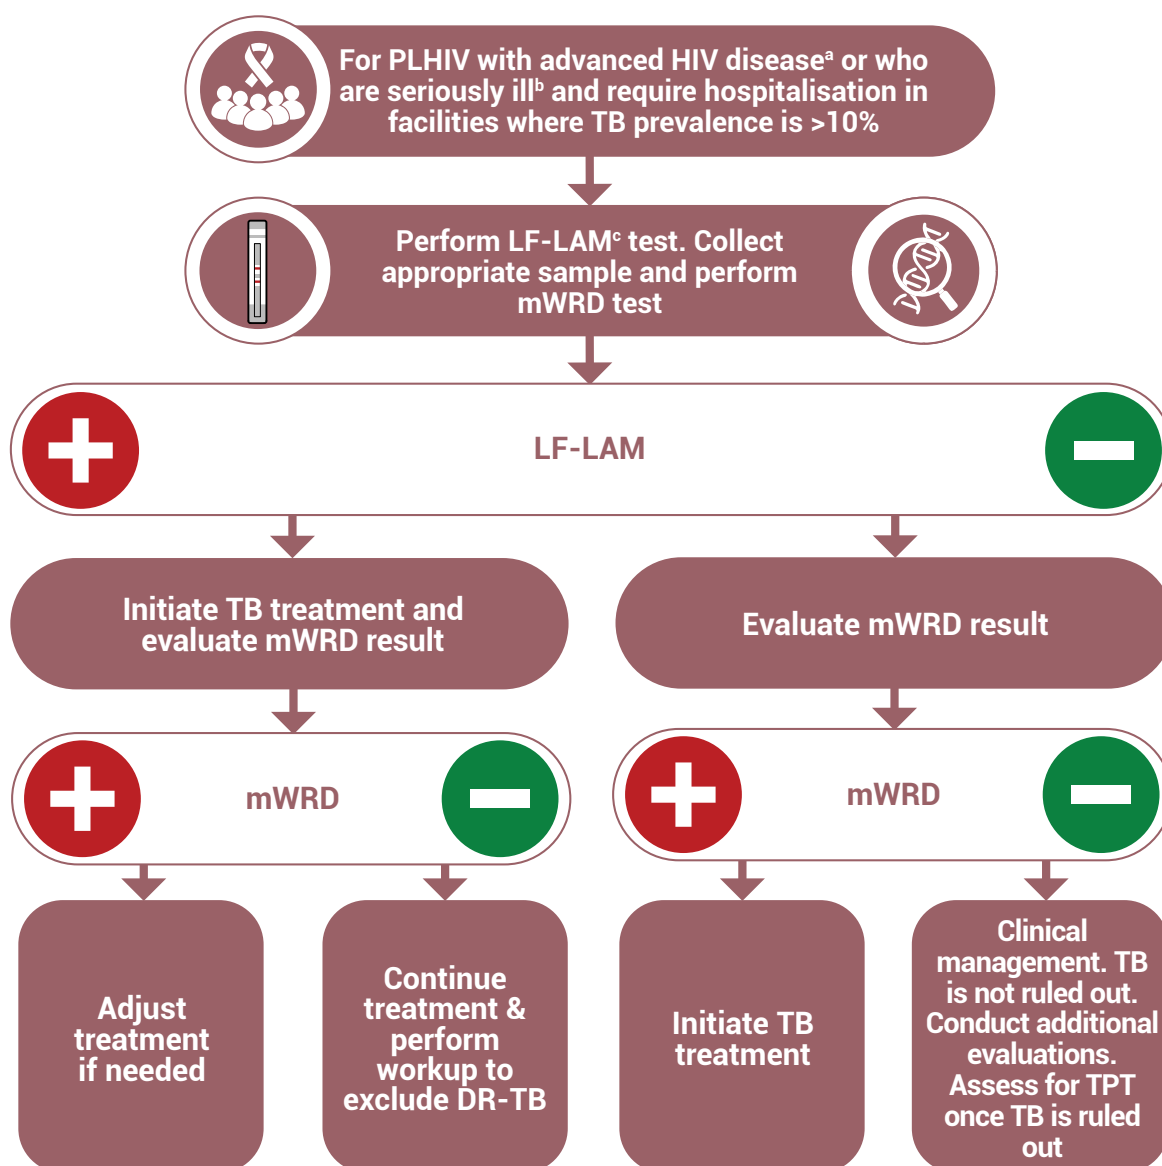 For PLHIV with advanced HIV diseaseᵃ or who
are seriously illᵇ and require hospitalisation in
facilities where TB prevalence is >10%
Perform LF-LAMᶜ test. Collect
appropriate sample and perform
mWRD test
LF-LAM
Initiate TB treatment and
evaluate mWRD result
Evaluate mWRD result
mWRD
mWRD
Adjust
treatment
if needed
Continue
treatment &
perform
workup to
exclude DR-TB
Initiate TB
treatment
Clinical
management. TB
is not ruled out.
Conduct additional
evaluations.
Assess for TPT
once TB is ruled
out